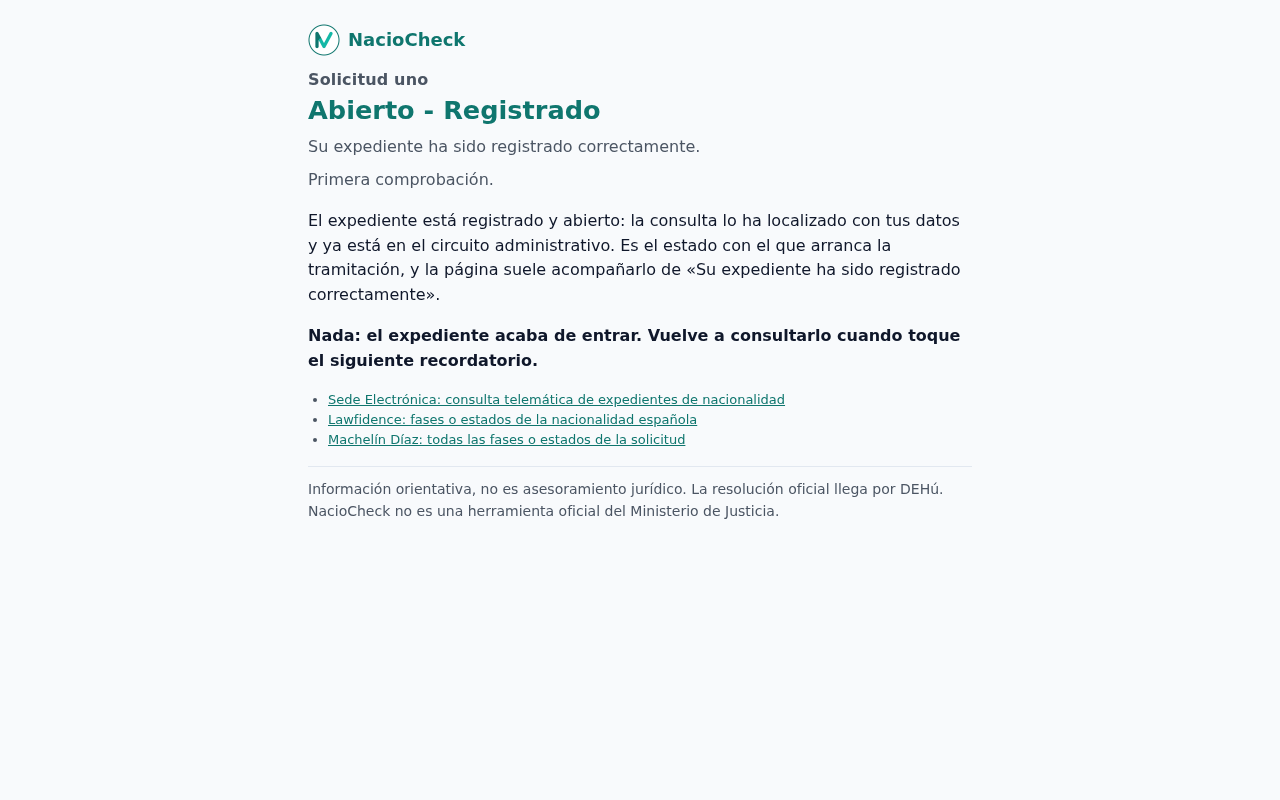 NacioCheck
Solicitud uno
Abierto - Registrado
Su expediente ha sido registrado correctamente.
Primera comprobación.
El expediente está registrado y abierto: la consulta lo ha localizado con tus datos
y ya está en el circuito administrativo. Es el estado con el que arranca la
tramitación, y la página suele acompañarlo de «Su expediente ha sido registrado
correctamente».
Nada: el expediente acaba de entrar. Vuelve a consultarlo cuando toque
el siguiente recordatorio.
Sede Electrónica: consulta telemática de expedientes de nacionalidad
Lawfidence: fases o estados de la nacionalidad española
Machelín Díaz: todas las fases o estados de la solicitud
Información orientativa, no es asesoramiento jurídico. La resolución oficial llega por DEHú.
NacioCheck no es una herramienta oficial del Ministerio de Justicia.